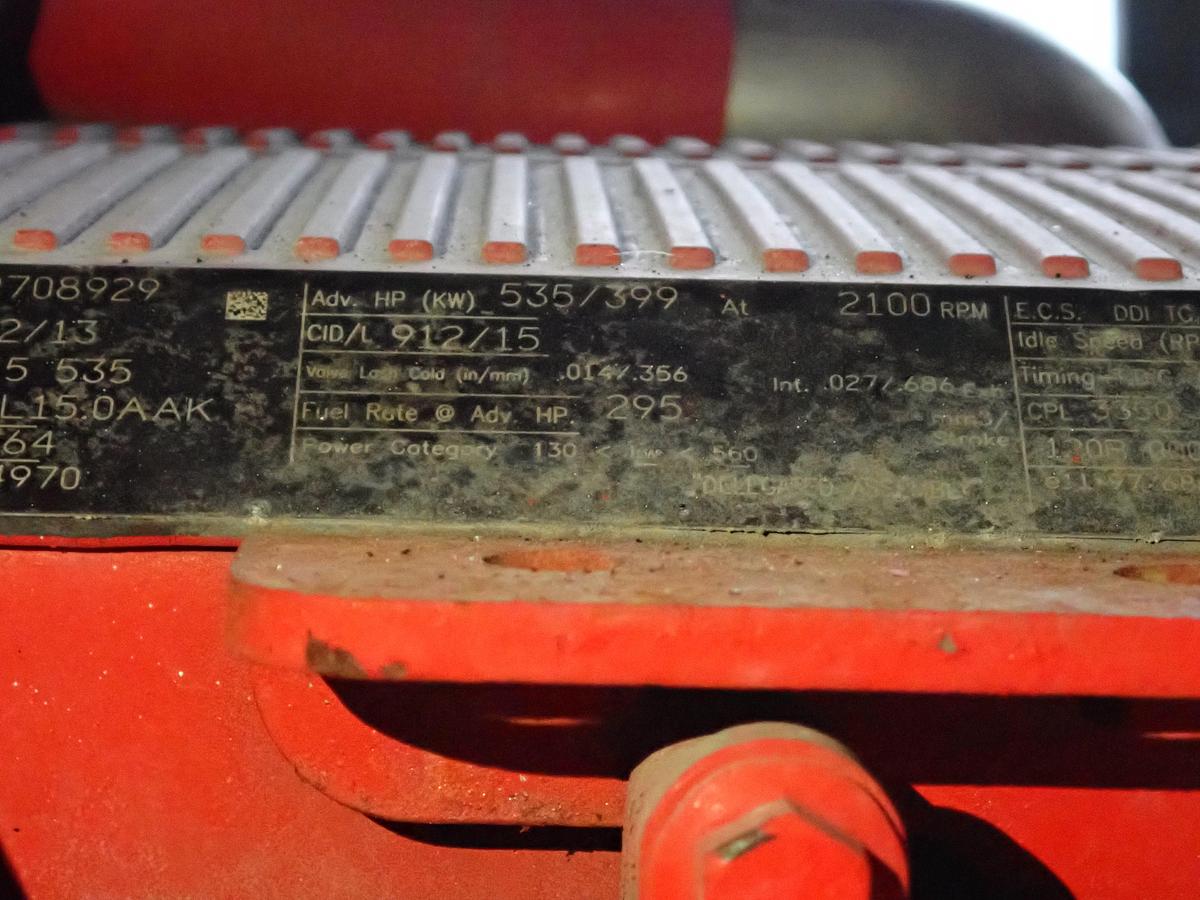 708929
2/13
5 535
L15.0AAK
64
4970
Adv. HP (KW) 535/399 At 2100 RPM
CID/L 912/15
Valve Lash Cold (in/mm) .014/.356 Int. .027/.686
Fuel Rate @ Adv. HP. 295 mm3/
Stroke
Power Category 130 < < 560
E.C.S. DDI TC
Idle Speed (RP
Timing
CPL 3350